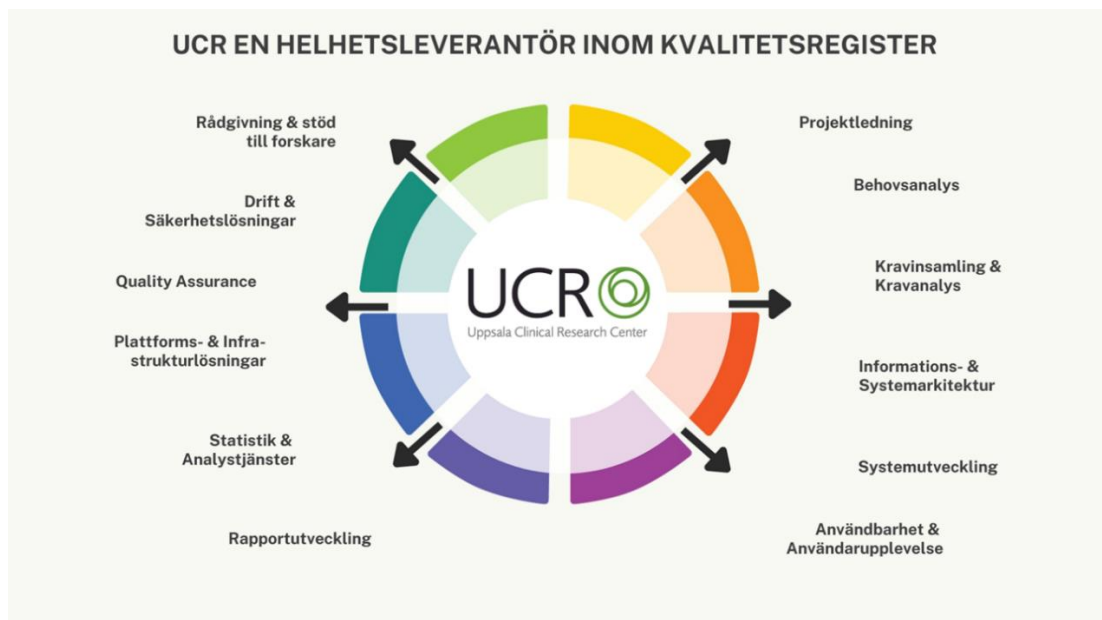 UCR EN HELHETSLEVERANTÖR INOM KVALITETSREGISTER
Rådgivning & stöd
till forskare
Drift &
Säkerhetslösningar
Quality Assurance
Plattforms- & Infra-
strukturlösningar
Statistik &
Analystjänster
Rapportutveckling
UCR
Uppsala Clinical Research Center
Projektledning
Behovsanalys
Kravinsamling &
Kravanalys
Informations- &
Systemarkitektur
Systemutveckling
Användbarhet &
Användarupplevelse